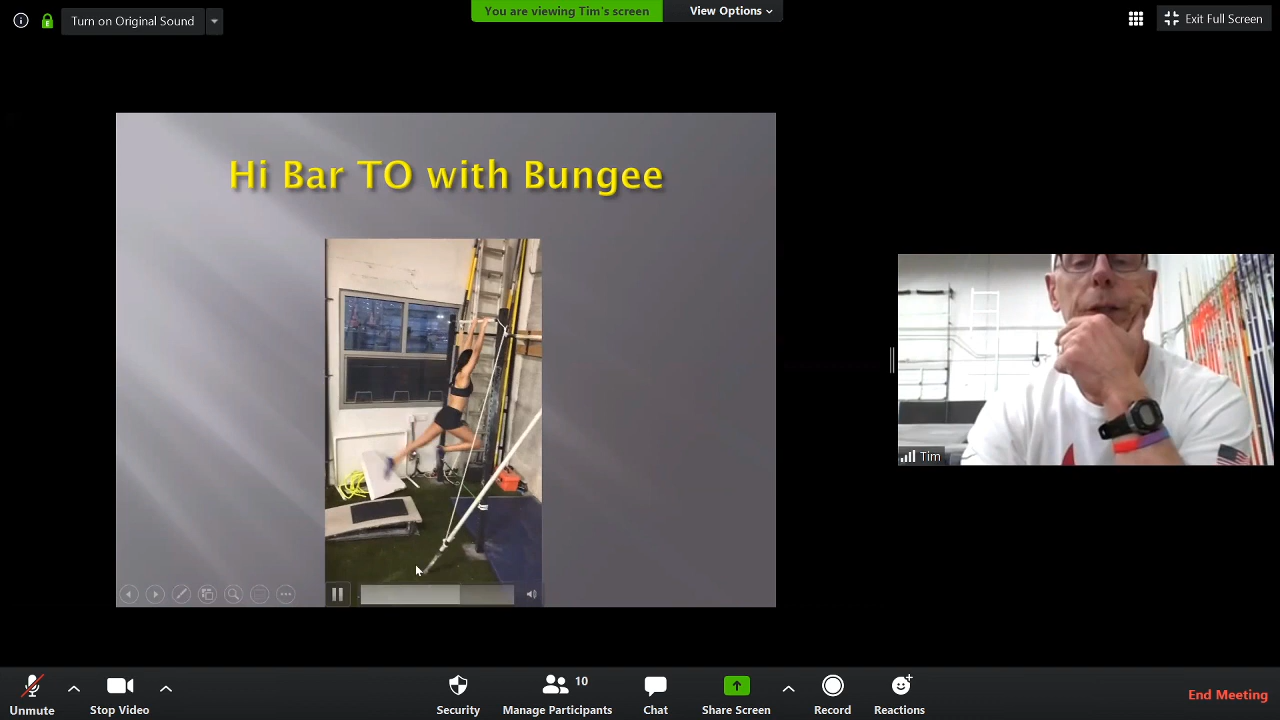 Turn on Original Sound
You are viewing Tim's screen
View Options
Exit Full Screen
Hi Bar TO with Bungee
Tim
Unmute
Stop Video
Security
10
Manage Participants
Chat
Share Screen
Record
Reactions
End Meeting